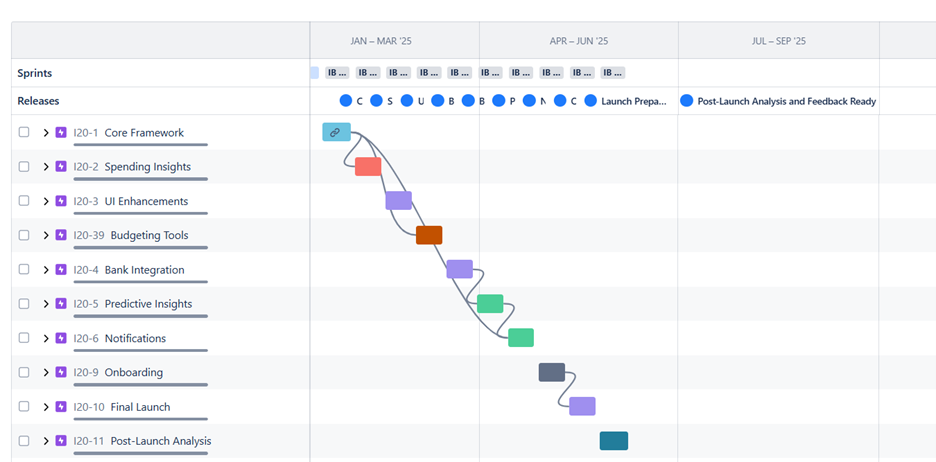 JAN – MAR '25 APR – JUN '25 JUL – SEP '25
Sprints IB ... IB ... IB ... IB ... IB ... IB ... IB ... IB ... IB ... IB ...
Releases C S U B B P N C Launch Prepa... Post-Launch Analysis and Feedback Ready
I20-1 Core Framework
I20-2 Spending Insights
I20-3 UI Enhancements
I20-39 Budgeting Tools
I20-4 Bank Integration
I20-5 Predictive Insights
I20-6 Notifications
I20-9 Onboarding
I20-10 Final Launch
I20-11 Post-Launch Analysis